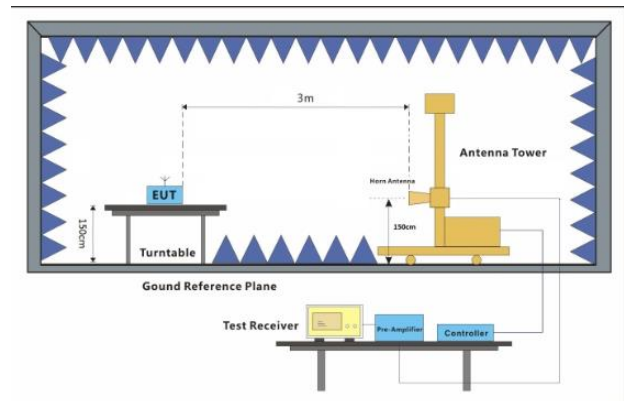 3m
Antenna Tower
Horn Antenna
EUT
150cm
150cm
Turntable
Gound Reference Plane
Test Receiver
Pre-Amplifier
Controller